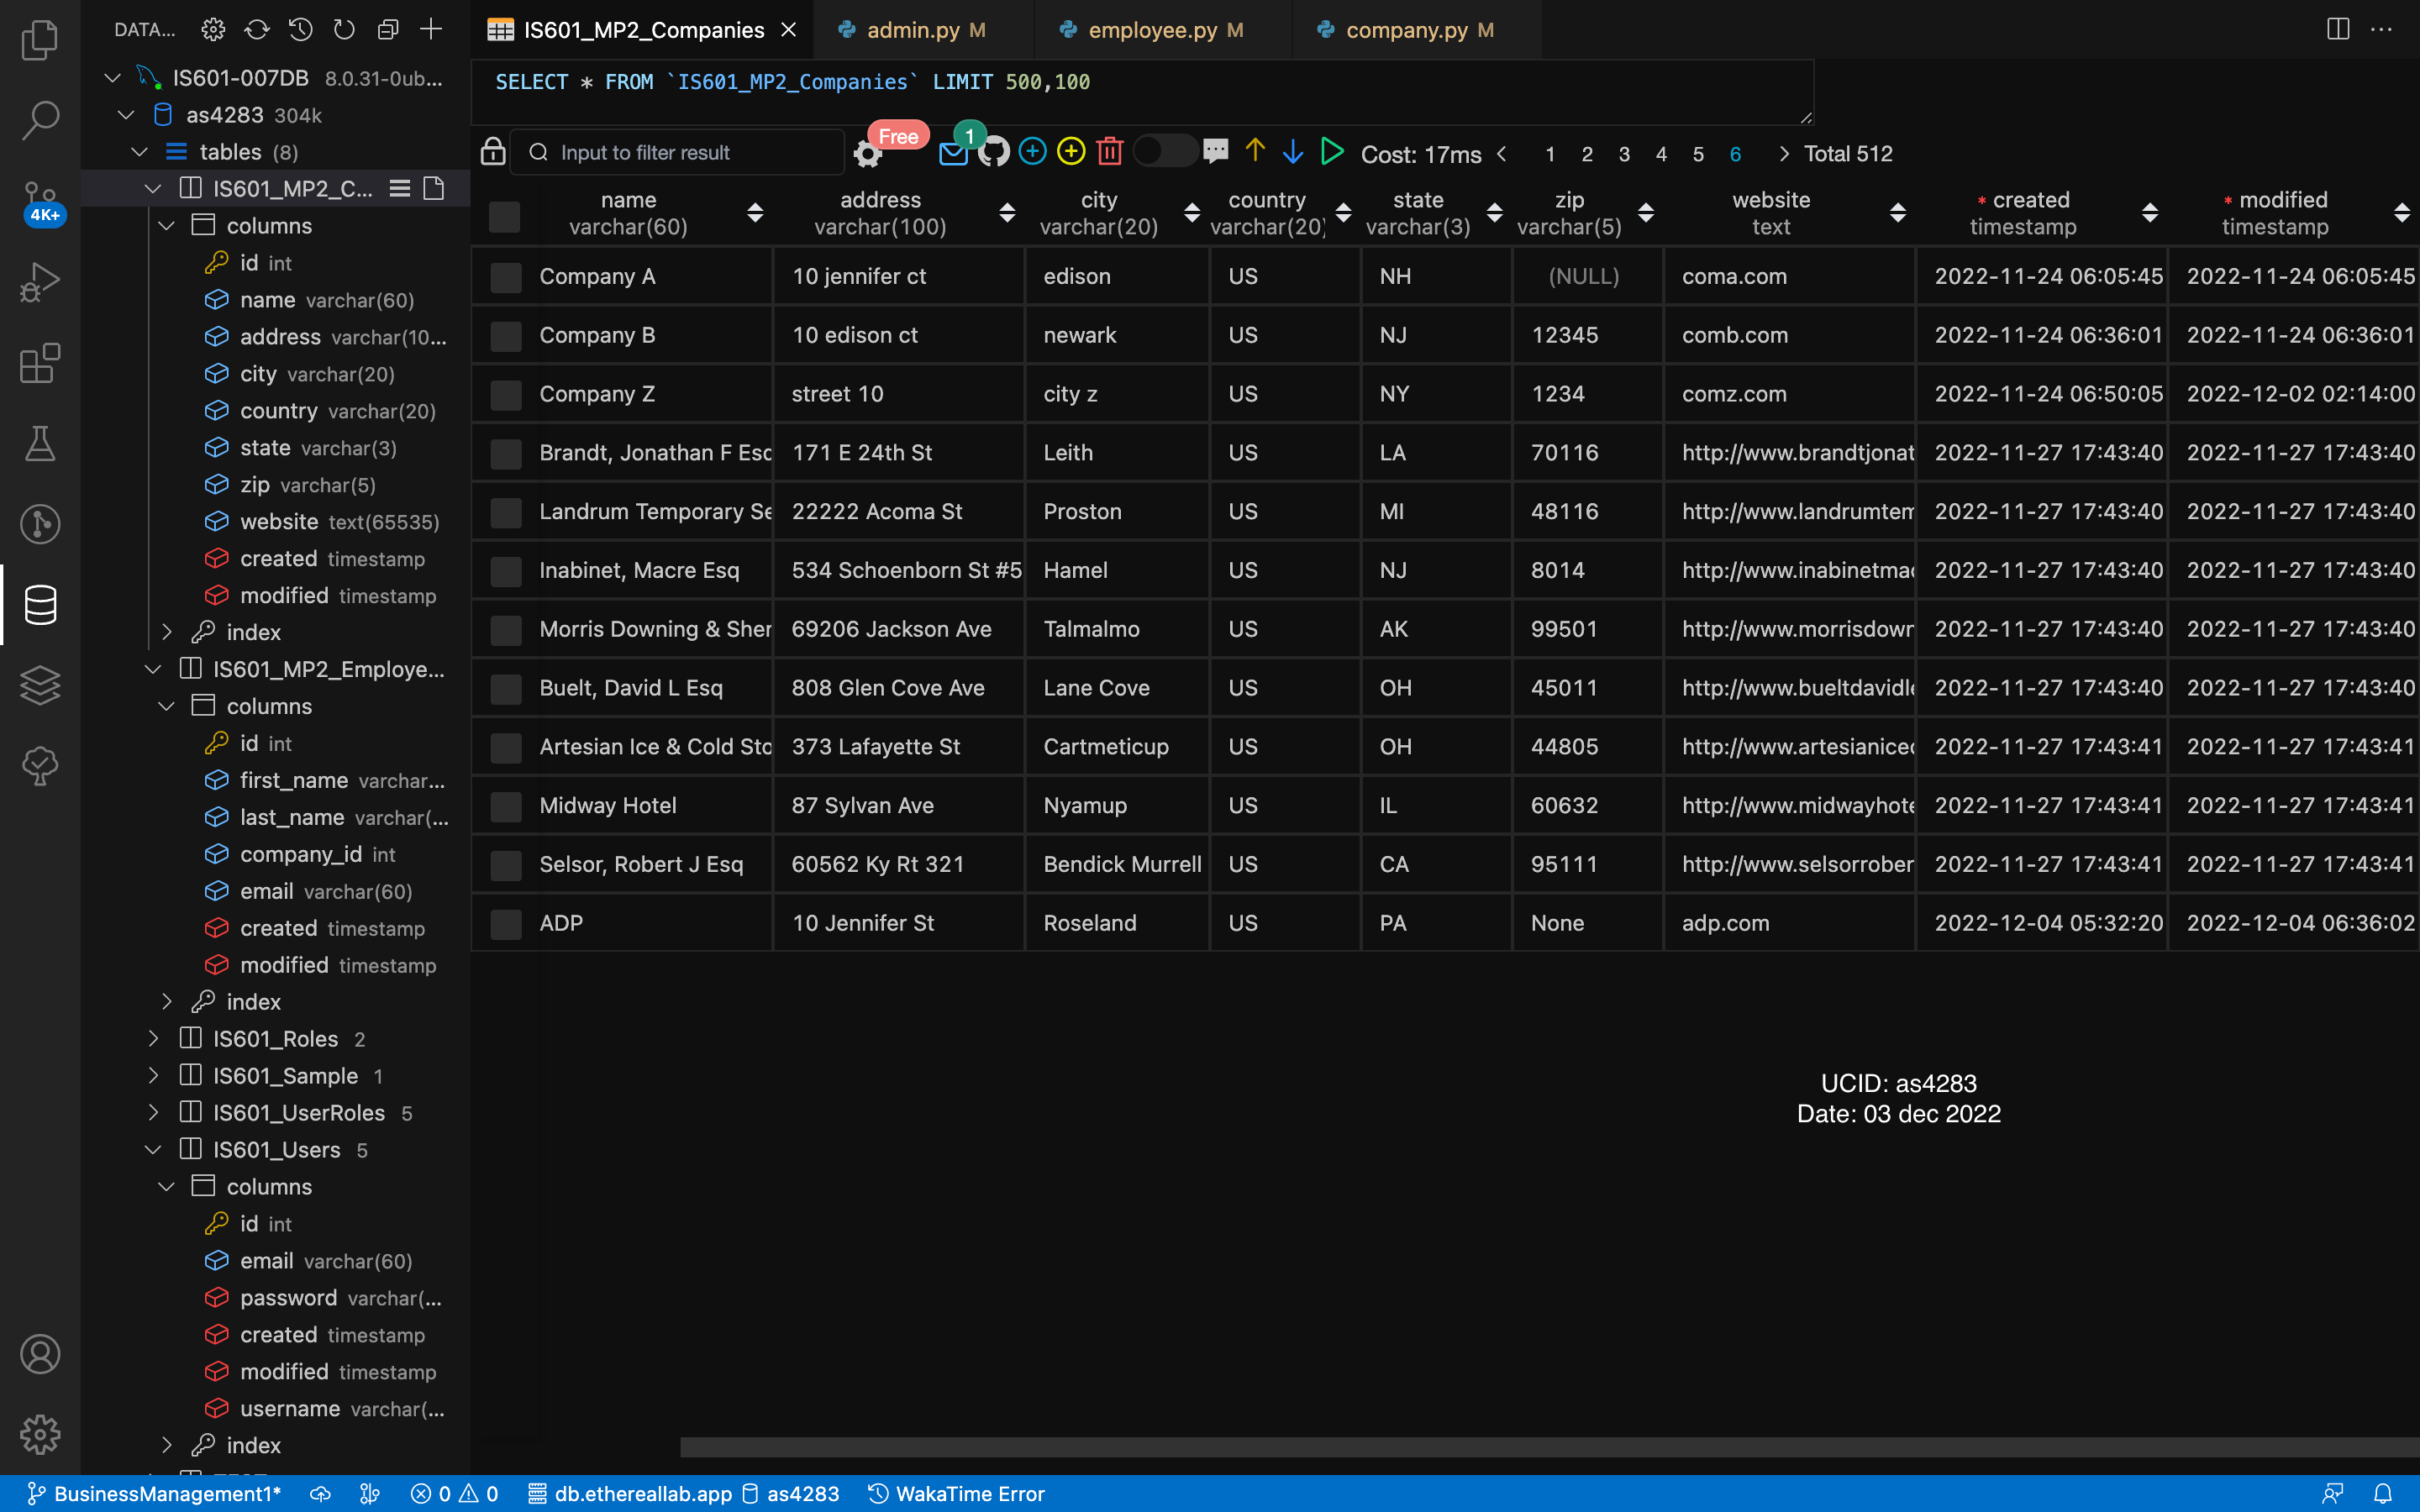 DATA...
IS601_MP2_Companies
admin.py M
employee.py M
company.py M
SELECT * FROM `IS601_MP2_Companies` LIMIT 500,100
Input to filter result
Free
1
Cost: 17ms
1 2 3 4 5 6
Total 512
IS601-007DB 8.0.31-0ub...
as4283 304k
tables (8)
IS601_MP2_C...
columns
id int
name varchar(60)
address varchar(10...
city varchar(20)
country varchar(20)
state varchar(3)
zip varchar(5)
website text(65535)
created timestamp
modified timestamp
index
IS601_MP2_Employe...
columns
id int
first_name varchar...
last_name varchar(...
company_id int
email varchar(60)
created timestamp
modified timestamp
index
IS601_Roles 2
IS601_Sample 1
IS601_UserRoles 5
IS601_Users 5
columns
id int
email varchar(60)
password varchar(...
created timestamp
modified timestamp
username varchar(...
index
4K+
name address city country state zip website * created * modified
varchar(60) varchar(100) varchar(20) varchar(20) varchar(3) varchar(5) text timestamp timestamp
Company A 10 jennifer ct edison US NH (NULL) coma.com 2022-11-24 06:05:45 2022-11-24 06:05:45
Company B 10 edison ct newark US NJ 12345 comb.com 2022-11-24 06:36:01 2022-11-24 06:36:01
Company Z street 10 city z US NY 1234 comz.com 2022-11-24 06:50:05 2022-12-02 02:14:00
Brandt, Jonathan F Esq 171 E 24th St Leith US LA 70116 http://www.brandtjonat 2022-11-27 17:43:40 2022-11-27 17:43:40
Landrum Temporary Se 22222 Acoma St Proston US MI 48116 http://www.landrumtem 2022-11-27 17:43:40 2022-11-27 17:43:40
Inabinet, Macre Esq 534 Schoenborn St #5 Hamel US NJ 8014 http://www.inabinetmac 2022-11-27 17:43:40 2022-11-27 17:43:40
Morris Downing & Sher 69206 Jackson Ave Talmalmo US AK 99501 http://www.morrisdown 2022-11-27 17:43:40 2022-11-27 17:43:40
Buelt, David L Esq 808 Glen Cove Ave Lane Cove US OH 45011 http://www.bueltdavidle 2022-11-27 17:43:40 2022-11-27 17:43:40
Artesian Ice & Cold Sto 373 Lafayette St Cartmeticup US OH 44805 http://www.artesianicec 2022-11-27 17:43:41 2022-11-27 17:43:41
Midway Hotel 87 Sylvan Ave Nyamup US IL 60632 http://www.midwayhote 2022-11-27 17:43:41 2022-11-27 17:43:41
Selsor, Robert J Esq 60562 Ky Rt 321 Bendick Murrell US CA 95111 http://www.selsorrober 2022-11-27 17:43:41 2022-11-27 17:43:41
ADP 10 Jennifer St Roseland US PA None adp.com 2022-12-04 05:32:20 2022-12-04 06:36:02
UCID: as4283
Date: 03 dec 2022
BusinessManagement1* 0 0 db.ethereallab.app as4283 WakaTime Error